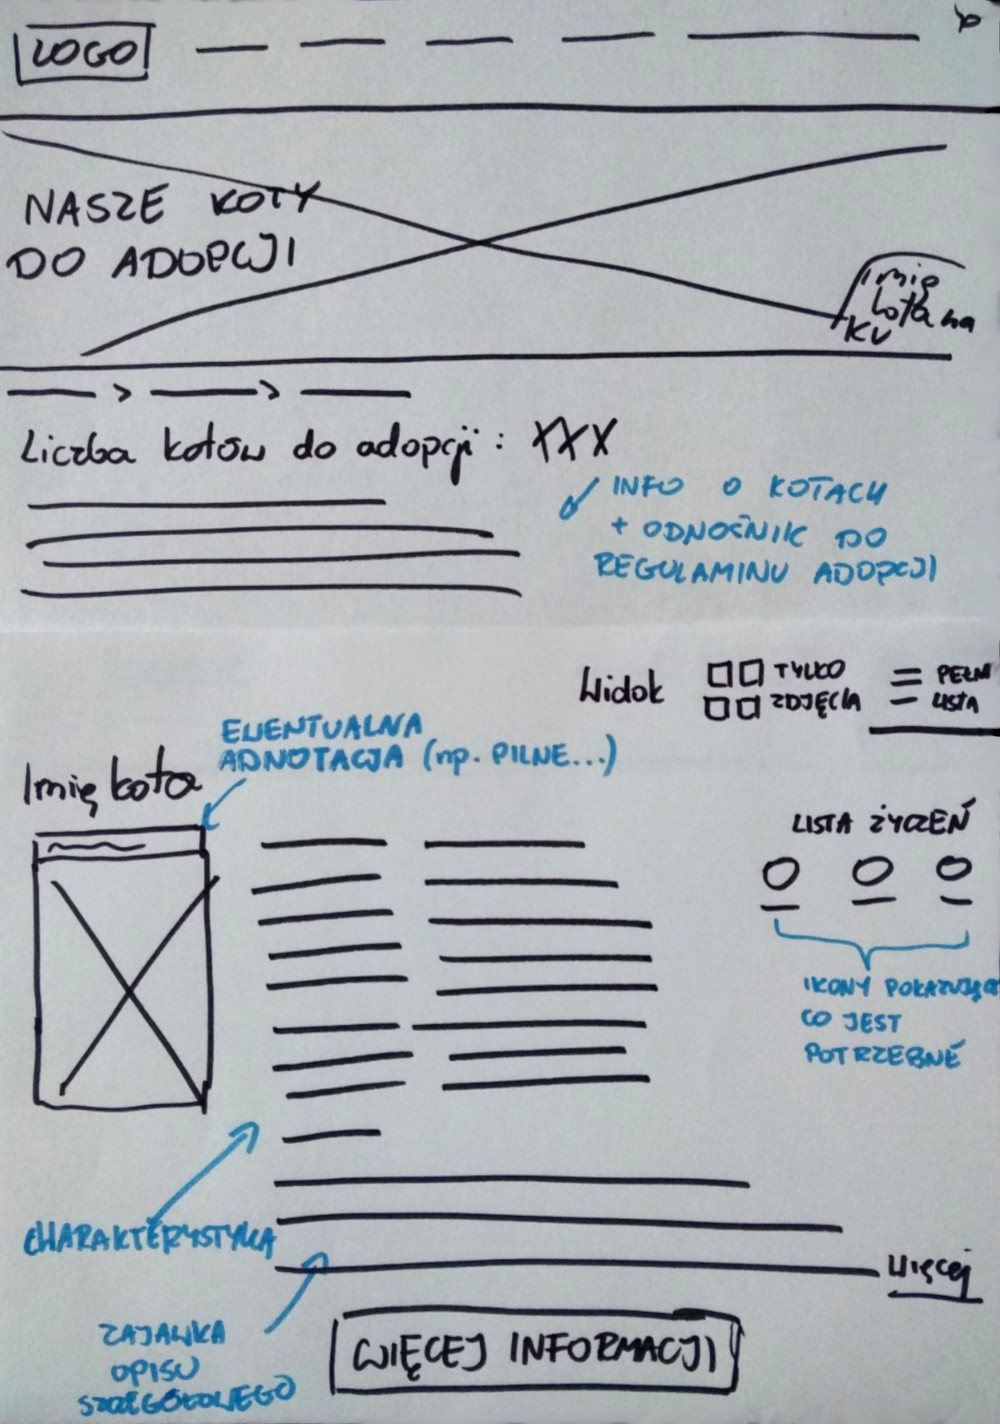 LOGO
NASZE KOTY
DO ADOPCJI
Imię
kota na
KV
Liczba kotów do adopcji: XXX
INFO O KOTACH
+ ODNOŚNIK DO
REGULAMINU ADOPCJI
Widok
TYLKO
ZDJĘCIA
PEŁNA
LISTA
EWENTUALNA
ADNOTACJA (np. PILNE...)
Imię kota
LISTA ŻYCZEŃ
IKONY POKAZUJĄCE
CO JEST
POTRZEBNE
CHARAKTERYSTYKA
Więcej
ZAJAWKA
OPISU
SZCZEGÓŁOWEGO
WIĘCEJ INFORMACJI